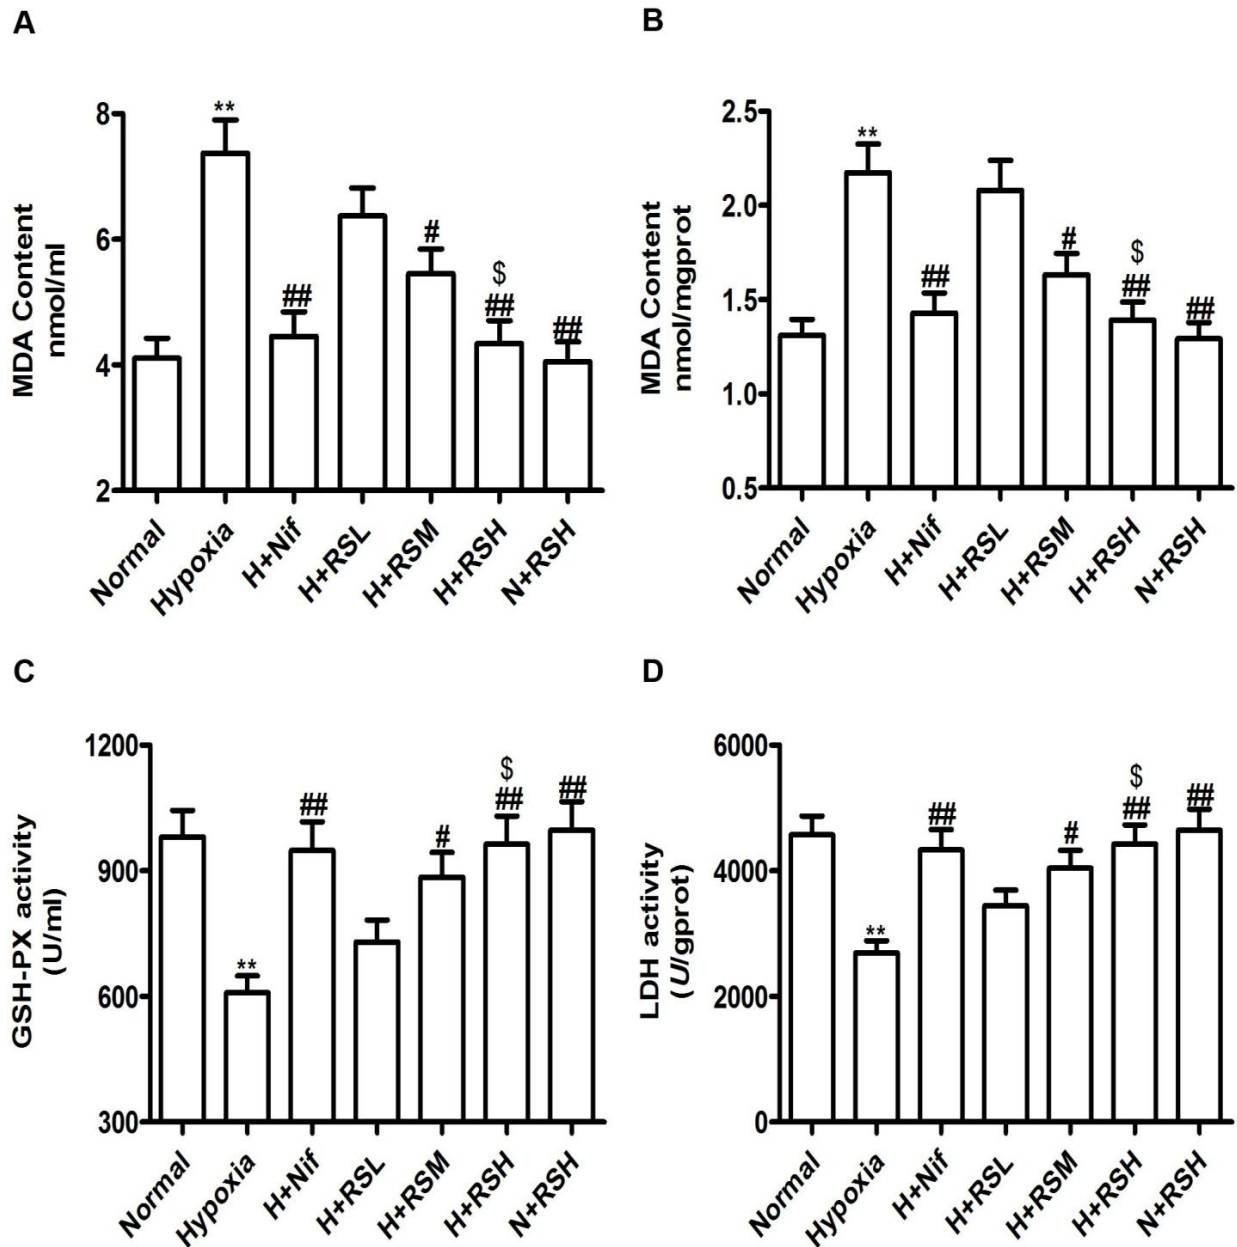 A
MDA Content
nmol/ml
8
6
4
2
**
##
#
$
##
##
Normal
Hypoxia
H+Nif
H+RSL
H+RSM
H+RSH
N+RSH
B
MDA Content
nmol/mgprot
2.5
2.0
1.5
1.0
0.5
**
##
#
$
##
##
Normal
Hypoxia
H+Nif
H+RSL
H+RSM
H+RSH
N+RSH
C
GSH-PX activity
(U/ml)
1200
900
600
300
**
##
#
$
##
##
Normal
Hypoxia
H+Nif
H+RSL
H+RSM
H+RSH
N+RSH
D
LDH activity
(U/gprot)
6000
4000
2000
0
**
##
#
$
##
##
Normal
Hypoxia
H+Nif
H+RSL
H+RSM
H+RSH
N+RSH